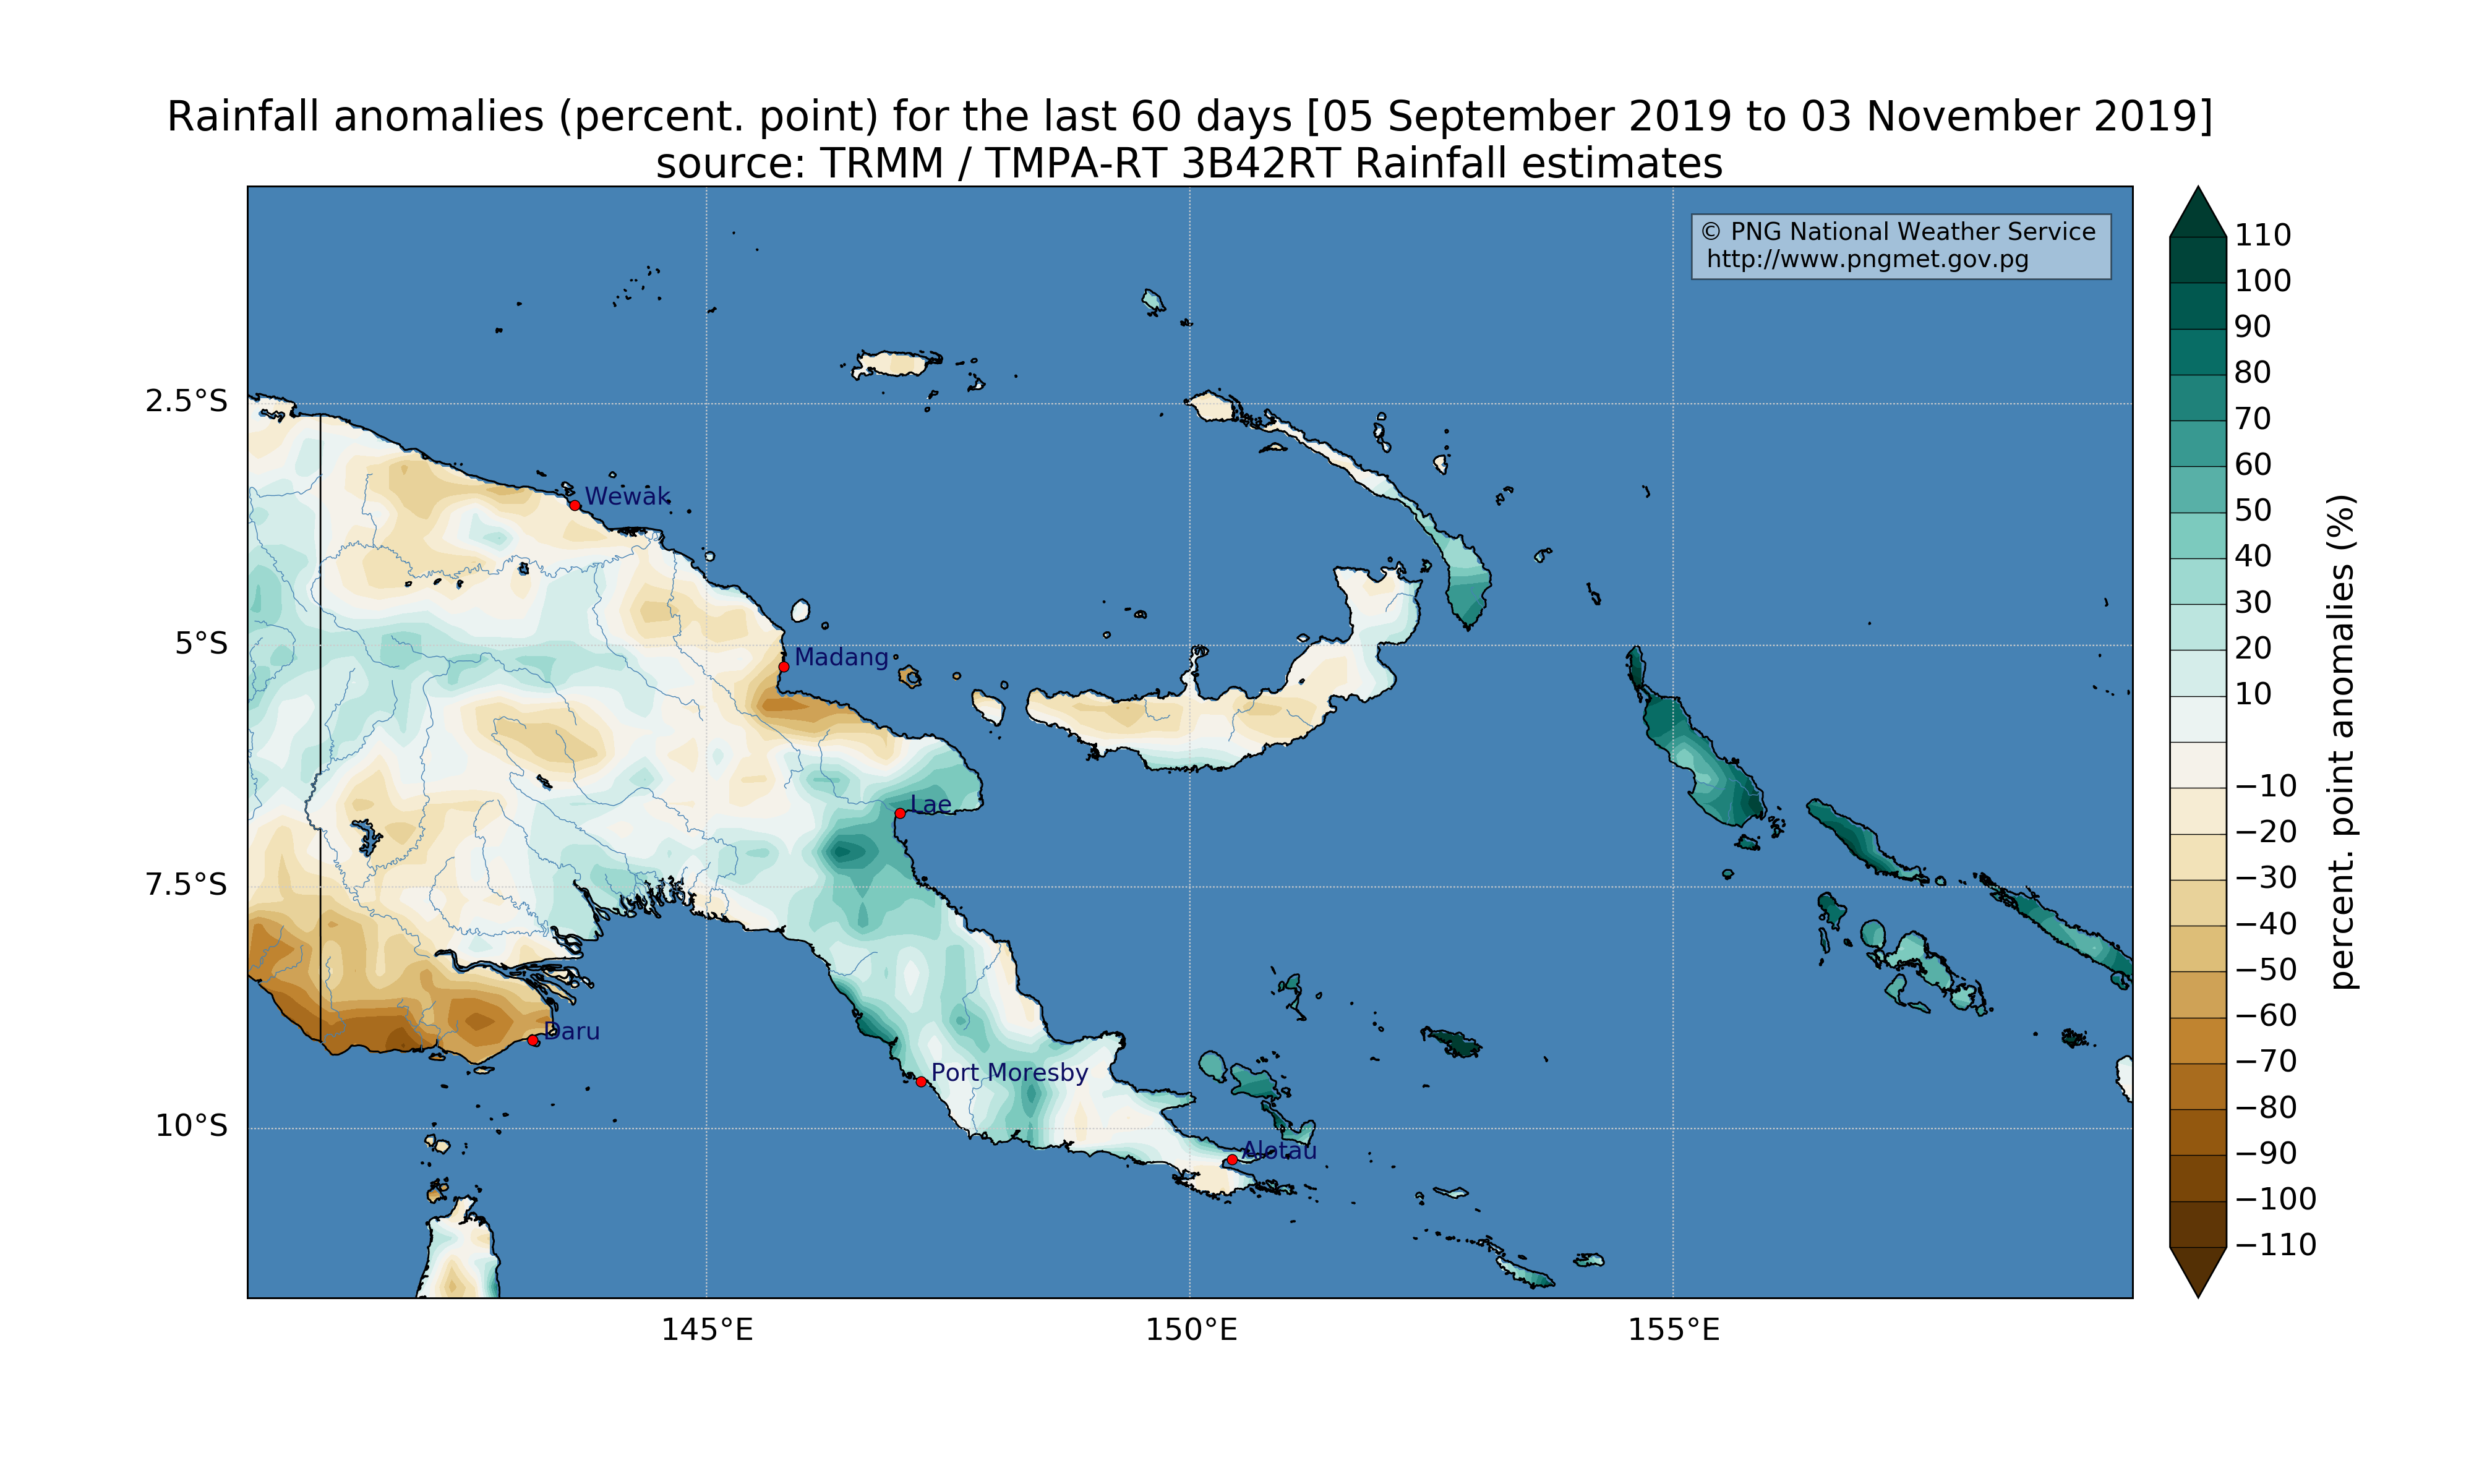 Rainfall anomalies (percent. point) for the last 60 days [05 September 2019 to 03 November 2019]
source: TRMM / TMPA-RT 3B42RT Rainfall estimates
© PNG National Weather Service
http://www.pngmet.gov.pg
2.5°S
5°S
7.5°S
10°S
Wewak
Madang
Lae
Daru
Port Moresby
Alotau
145°E
150°E
155°E
110
100
90
80
70
60
50
40
30
20
10
−10
−20
−30
−40
−50
−60
−70
−80
−90
−100
−110
percent. point anomalies (%)